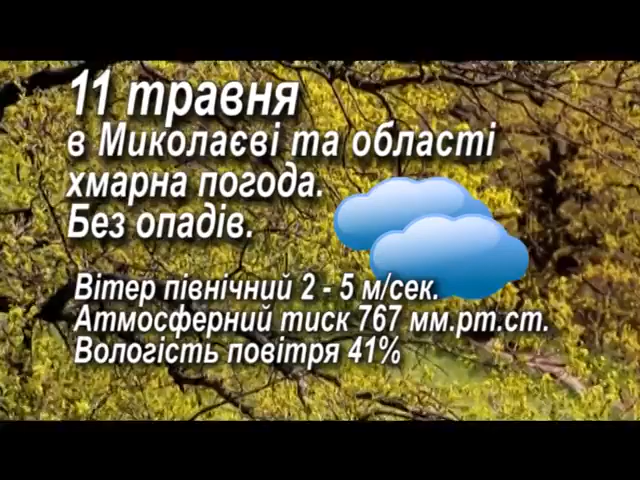 11 травня
в Миколаєві та області
хмарна погода.
Без опадів.
Вітер північний 2 - 5 м/сек.
Атмосферний тиск 767 мм.рт.ст.
Вологість повітря 41%